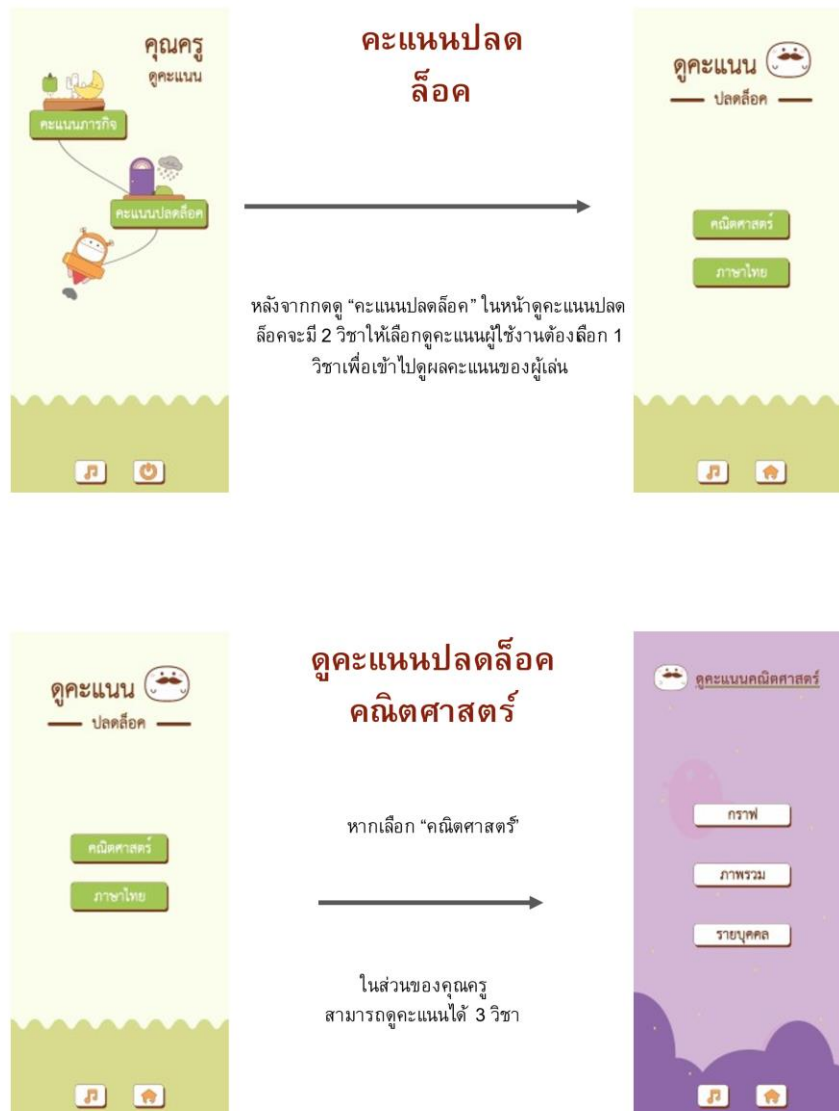 คุณครู
ดูคะแนน
คะแนนภารกิจ
คะแนนปลดล็อค
คะแนนปลด
ล็อค
หลังจากกดดู “คะแนนปลดล็อค” ในหน้าดูคะแนนปลด
ล็อคจะมี 2 วิชาให้เลือกดูคะแนนผู้ใช้งานต้องเลือก 1
วิชาเพื่อเข้าไปดูผลคะแนนของผู้เล่น
ดูคะแนน
ปลดล็อค
คณิตศาสตร์
ภาษาไทย
ดูคะแนน
ปลดล็อค
คณิตศาสตร์
ภาษาไทย
ดูคะแนนปลดล็อค
คณิตศาสตร์
หากเลือก “คณิตศาสตร์”
ในส่วนของคุณครู
สามารถดูคะแนนได้ 3 วิชา
ดูคะแนนคณิตศาสตร์
กราฟ
ภาพรวม
รายบุคคล